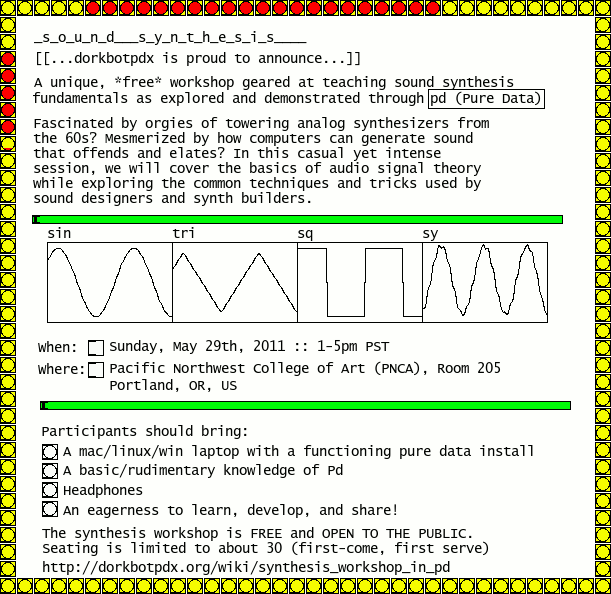 _s_o_u_n_d___s_y_n_t_h_e_s_i_s____
[[...dorkbotpdx is proud to announce...]]
A unique, *free* workshop geared at teaching sound synthesis
fundamentals as explored and demonstrated through pd (Pure Data)
Fascinated by orgies of towering analog synthesizers from
the 60s? Mesmerized by how computers can generate sound
that offends and elates? In this casual yet intense
session, we will cover the basics of audio signal theory
while exploring the common techniques and tricks used by
sound designers and synth builders.
sin tri sq sy
When: Sunday, May 29th, 2011 :: 1-5pm PST
Where: Pacific Northwest College of Art (PNCA), Room 205
Portland, OR, US
Participants should bring:
A mac/linux/win laptop with a functioning pure data install
A basic/rudimentary knowledge of Pd
Headphones
An eagerness to learn, develop, and share!
The synthesis workshop is FREE and OPEN TO THE PUBLIC.
Seating is limited to about 30 (first-come, first serve)
http://dorkbotpdx.org/wiki/synthesis_workshop_in_pd